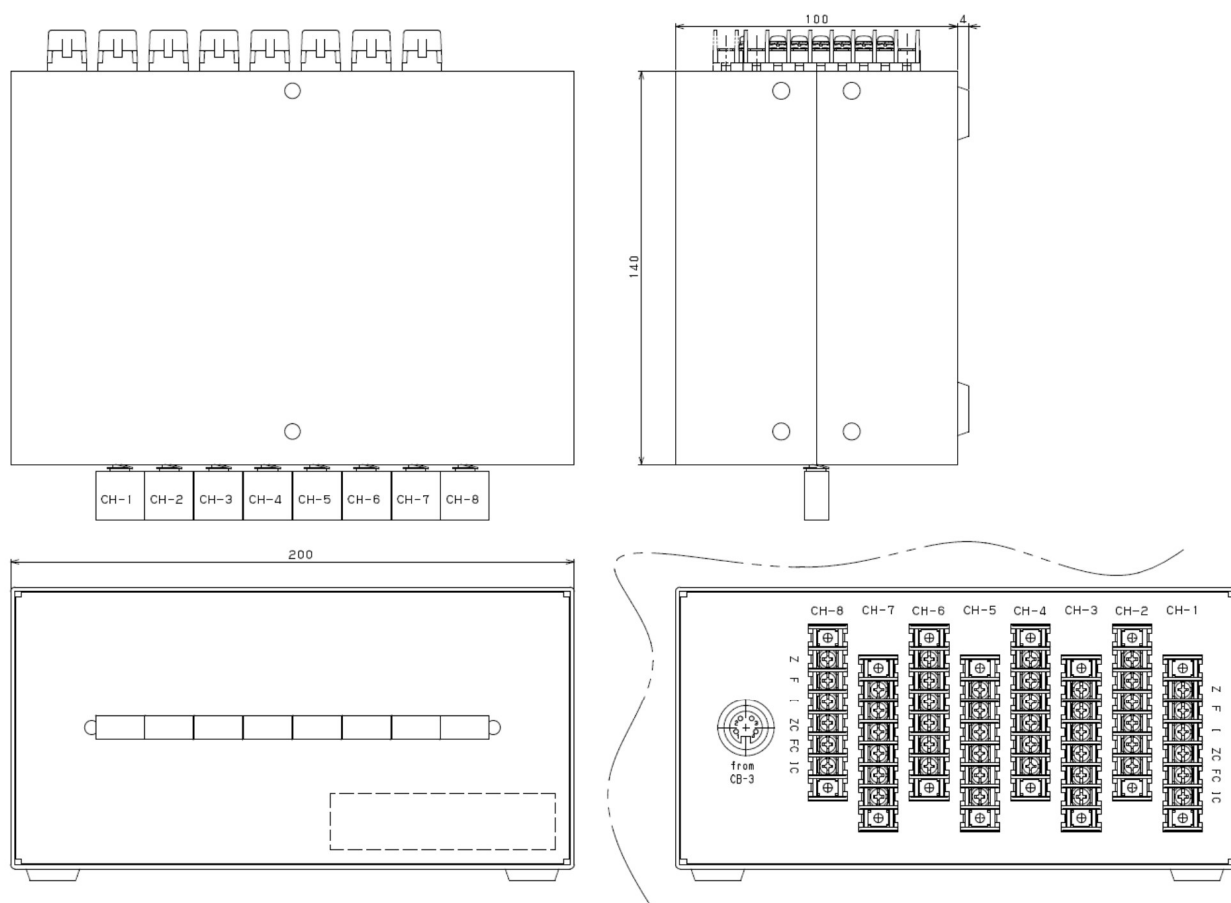 100
4
140
CH-1 CH-2 CH-3 CH-4 CH-5 CH-6 CH-7 CH-8
200
CH-8 CH-7 CH-6 CH-5 CH-4 CH-3 CH-2 CH-1
Z
F
I
ZC
FC
IC
from
CB-3
Z
F
I
ZC
FC
IC